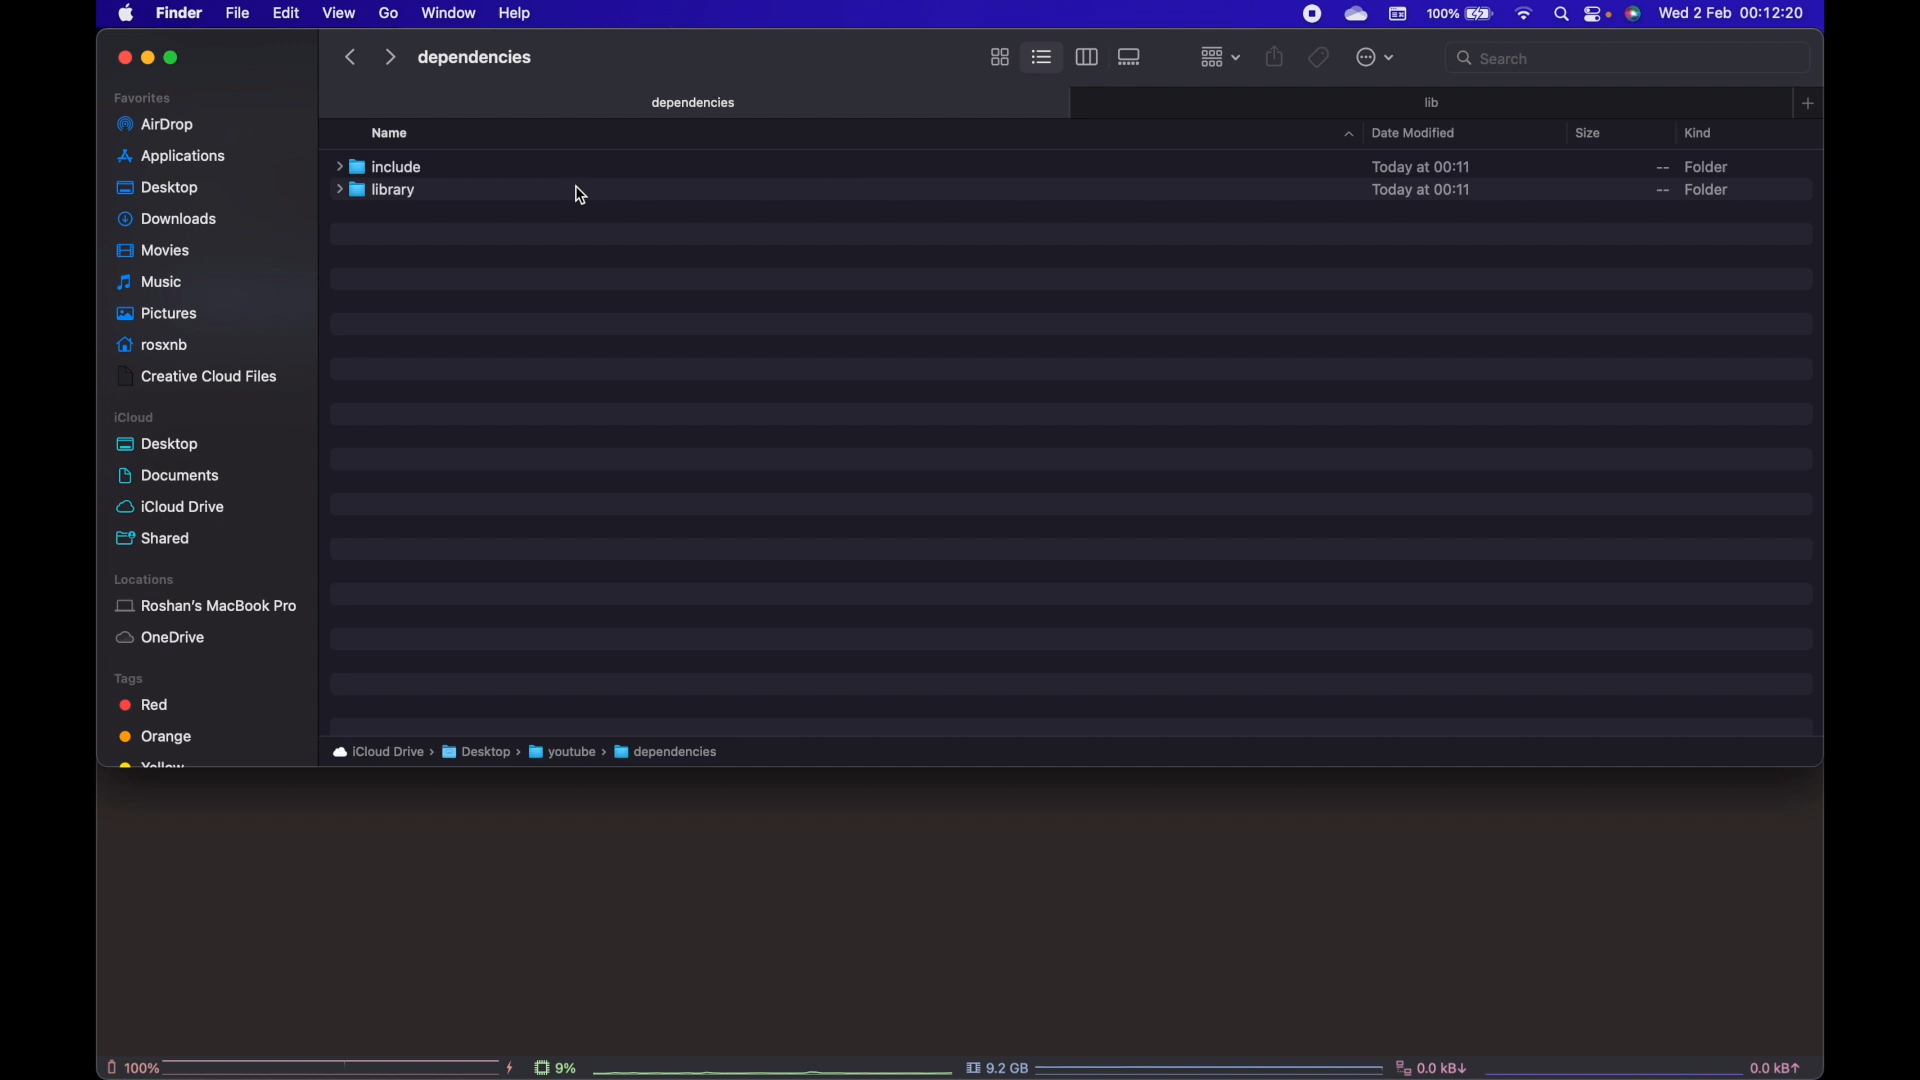 Finder File Edit View Go Window Help 100% Wed 2 Feb 00:12:20
dependencies
Search
dependencies lib
Name Date Modified Size Kind
include Today at 00:11 -- Folder
library Today at 00:11 -- Folder
Favorites
AirDrop
Applications
Desktop
Downloads
Movies
Music
Pictures
rosxnb
Creative Cloud Files
iCloud
Desktop
Documents
iCloud Drive
Shared
Locations
Roshan's MacBook Pro
OneDrive
Tags
Red
Orange
Yellow
iCloud Drive › Desktop › youtube › dependencies
100% 9% 9.2 GB 0.0 kB↓ 0.0 kB↑